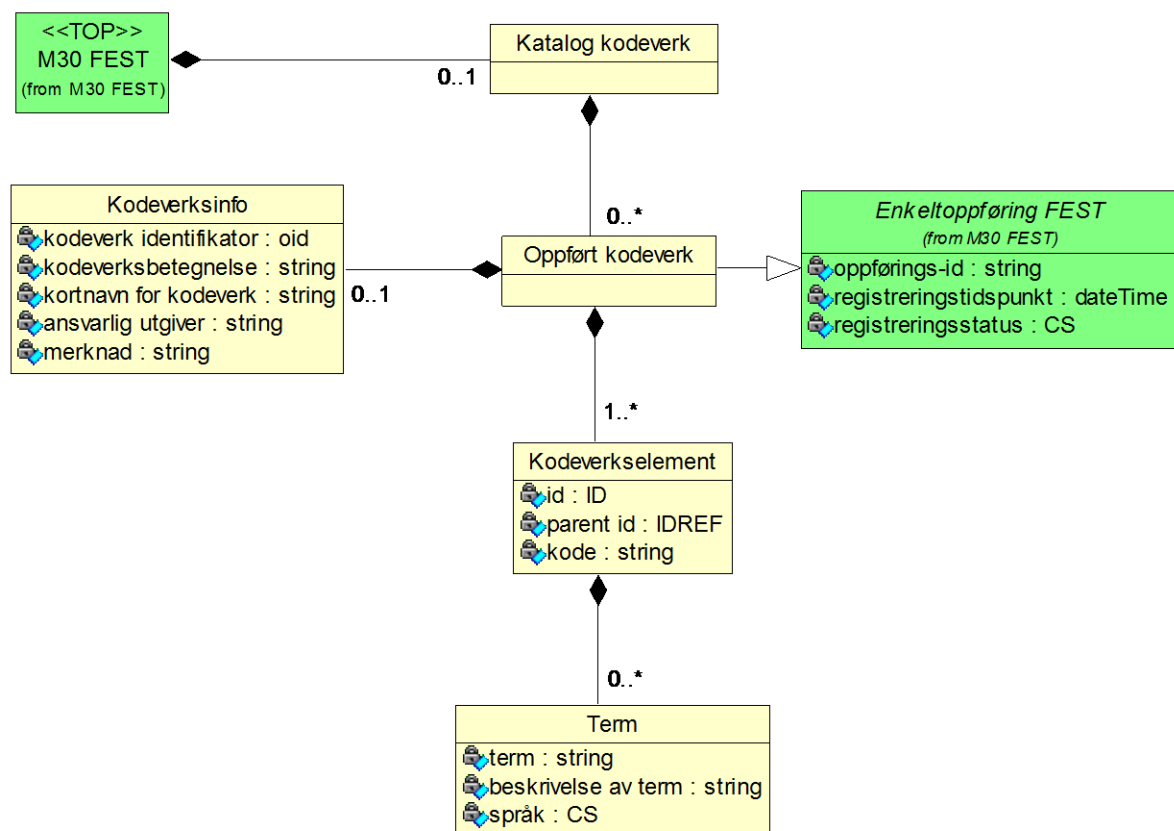 <<TOP>>
M30 FEST
(from M30 FEST)
Katalog kodeverk
0..1
0..*
Kodeverksinfo
kodeverk identifikator : oid
kodeverksbetegnelse : string
kortnavn for kodeverk : string
ansvarlig utgiver : string
merknad : string
0..1
Oppført kodeverk
Enkeltoppføring FEST
(from M30 FEST)
oppførings-id : string
registreringstidspunkt : dateTime
registreringsstatus : CS
1..*
Kodeverkselement
id : ID
parent id : IDREF
kode : string
0..*
Term
term : string
beskrivelse av term : string
språk : CS